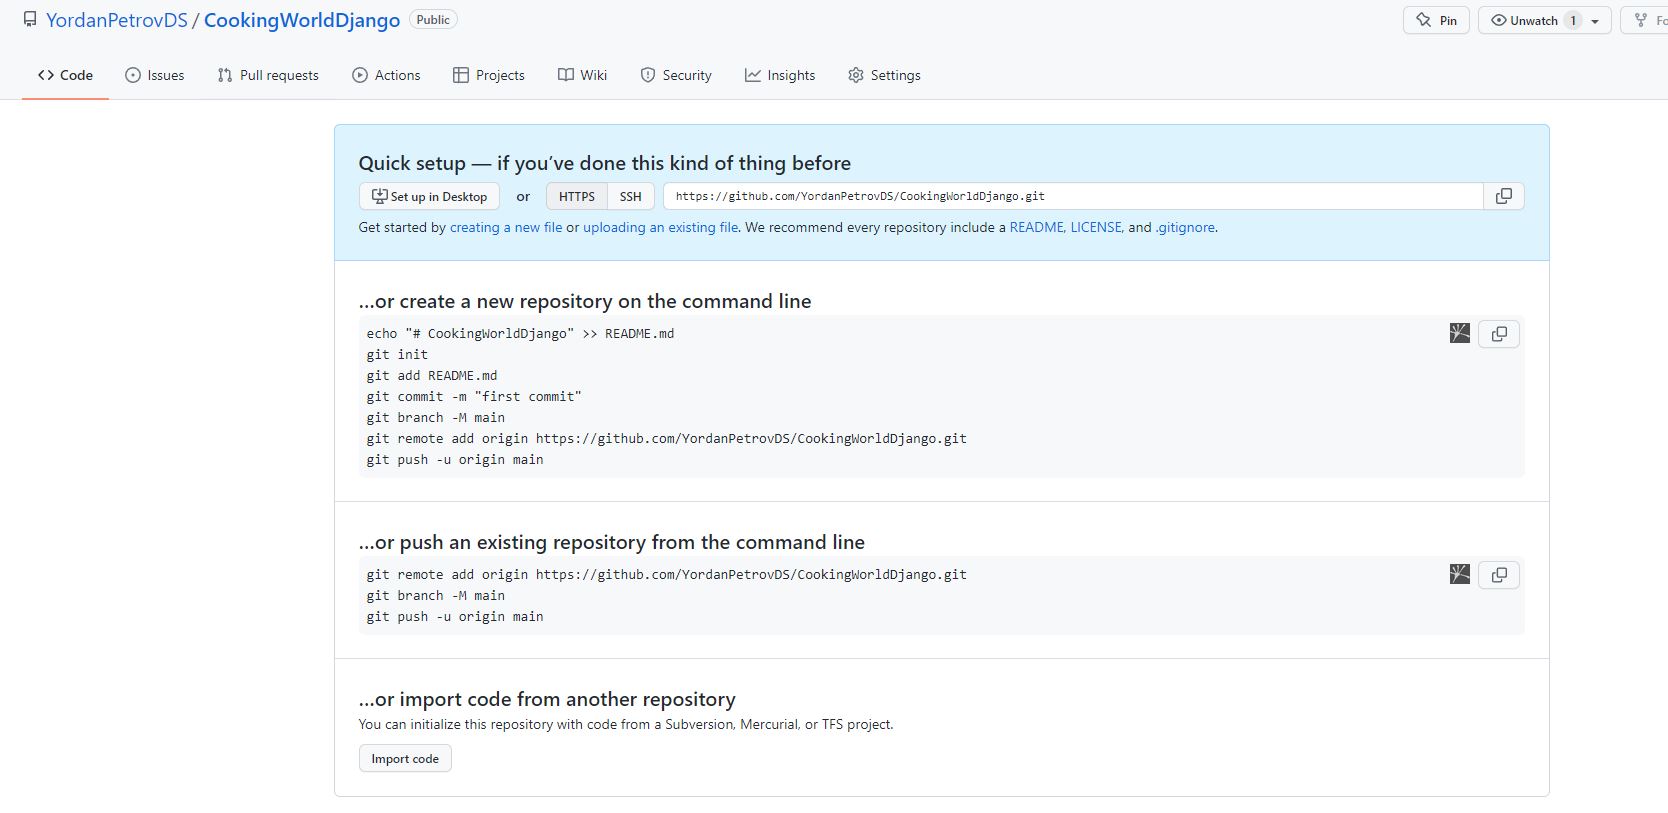 YordanPetrovDS / CookingWorldDjango Public
Pin Unwatch 1
Code Issues Pull requests Actions Projects Wiki Security Insights Settings
Quick setup — if you’ve done this kind of thing before
Set up in Desktop or HTTPS SSH https://github.com/YordanPetrovDS/CookingWorldDjango.git
Get started by creating a new file or uploading an existing file. We recommend every repository include a README, LICENSE, and .gitignore.
…or create a new repository on the command line
echo "# CookingWorldDjango" >> README.md
git init
git add README.md
git commit -m "first commit"
git branch -M main
git remote add origin https://github.com/YordanPetrovDS/CookingWorldDjango.git
git push -u origin main
…or push an existing repository from the command line
git remote add origin https://github.com/YordanPetrovDS/CookingWorldDjango.git
git branch -M main
git push -u origin main
…or import code from another repository
You can initialize this repository with code from a Subversion, Mercurial, or TFS project.
Import code